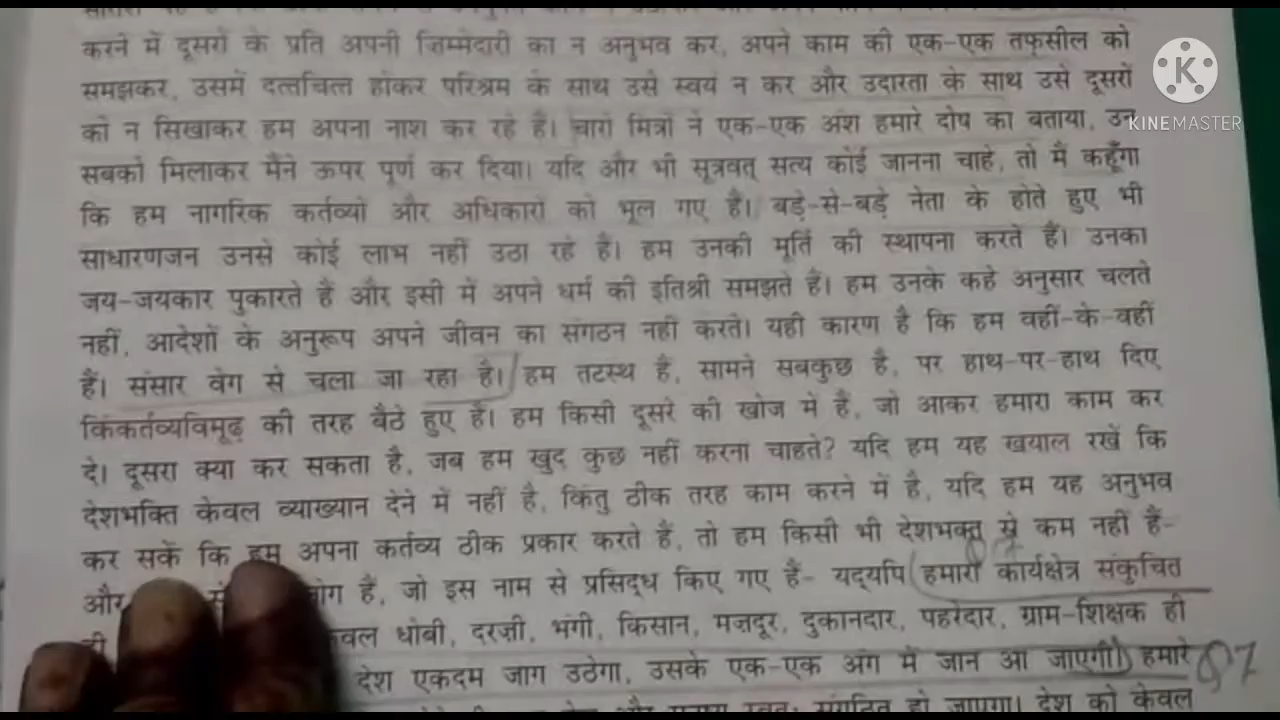 करने में दूसरों के प्रति अपनी ज़िम्मेदारी का न अनुभव कर, अपने काम की एक-एक तफ़सील को
समझकर, उसमें दत्तचित्त होकर परिश्रम के साथ उसे स्वयं न कर और उदारता के साथ उसे दूसरों
को न सिखाकर हम अपना नाश कर रहे हैं। चारों मित्रों ने एक-एक अंश हमारे दोष का बताया, उन
सबको मिलाकर मैंने ऊपर पूर्ण कर दिया। यदि और भी सूत्रवत् सत्य कोई जानना चाहे, तो मैं कहूँगा
कि हम नागरिक कर्तव्यों और अधिकारों को भूल गए हैं। बड़े-से-बड़े नेता के होते हुए भी
साधारणजन उनसे कोई लाभ नहीं उठा रहे हैं। हम उनकी मूर्ति की स्थापना करते हैं। उनका
जय-जयकार पुकारते हैं और इसी में अपने धर्म की इतिश्री समझते हैं। हम उनके कहे अनुसार चलते
नहीं, आदेशों के अनुरूप अपने जीवन का संगठन नहीं करते। यही कारण है कि हम वहीं-के-वहीं
हैं। संसार वेग से चला जा रहा है। हम तटस्थ हैं, सामने सबकुछ है, पर हाथ-पर-हाथ दिए
किंकर्तव्यविमूढ़ की तरह बैठे हुए हैं। हम किसी दूसरे की खोज में हैं, जो आकर हमारा काम कर
दे। दूसरा क्या कर सकता है, जब हम खुद कुछ नहीं करना चाहते? यदि हम यह खयाल रखें कि
देशभक्ति केवल व्याख्यान देने में नहीं है, किंतु ठीक तरह काम करने में है, यदि हम यह अनुभव
कर सकें कि हम अपना कर्तव्य ठीक प्रकार करते हैं, तो हम किसी भी देशभक्त से कम नहीं हैं-
और हैं, जो इस नाम से प्रसिद्ध किए गए हैं- यद्यपि हमारा कार्यक्षेत्र संकुचित
धोबी, दरज़ी, भंगी, किसान, मज़दूर, दुकानदार, पहरेदार, ग्राम-शिक्षक ही
देश एकदम जाग उठेगा, उसके एक-एक अंग में जान आ जाएगी। हमारे
संगठित हो जाएगा। देश को केवल
K
KINEMASTER